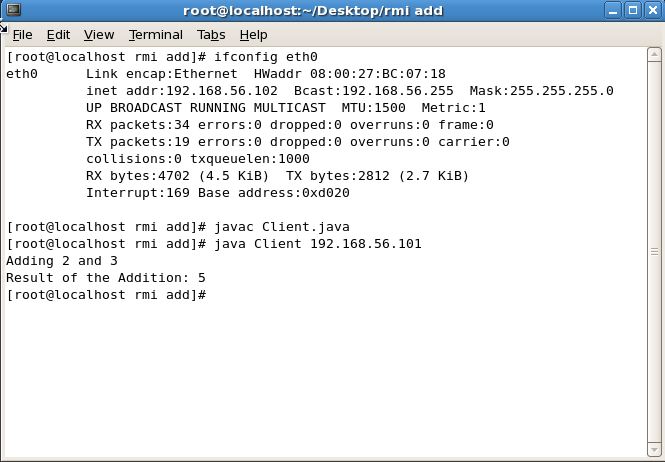 root@localhost:~/Desktop/rmi add
File Edit View Terminal Tabs Help
[root@localhost rmi add]# ifconfig eth0
eth0      Link encap:Ethernet  HWaddr 08:00:27:BC:07:18
          inet addr:192.168.56.102  Bcast:192.168.56.255  Mask:255.255.255.0
          UP BROADCAST RUNNING MULTICAST  MTU:1500  Metric:1
          RX packets:34 errors:0 dropped:0 overruns:0 frame:0
          TX packets:19 errors:0 dropped:0 overruns:0 carrier:0
          collisions:0 txqueuelen:1000
          RX bytes:4702 (4.5 KiB)  TX bytes:2812 (2.7 KiB)
          Interrupt:169 Base address:0xd020
[root@localhost rmi add]# javac Client.java
[root@localhost rmi add]# java Client 192.168.56.101
Adding 2 and 3
Result of the Addition: 5
[root@localhost rmi add]#